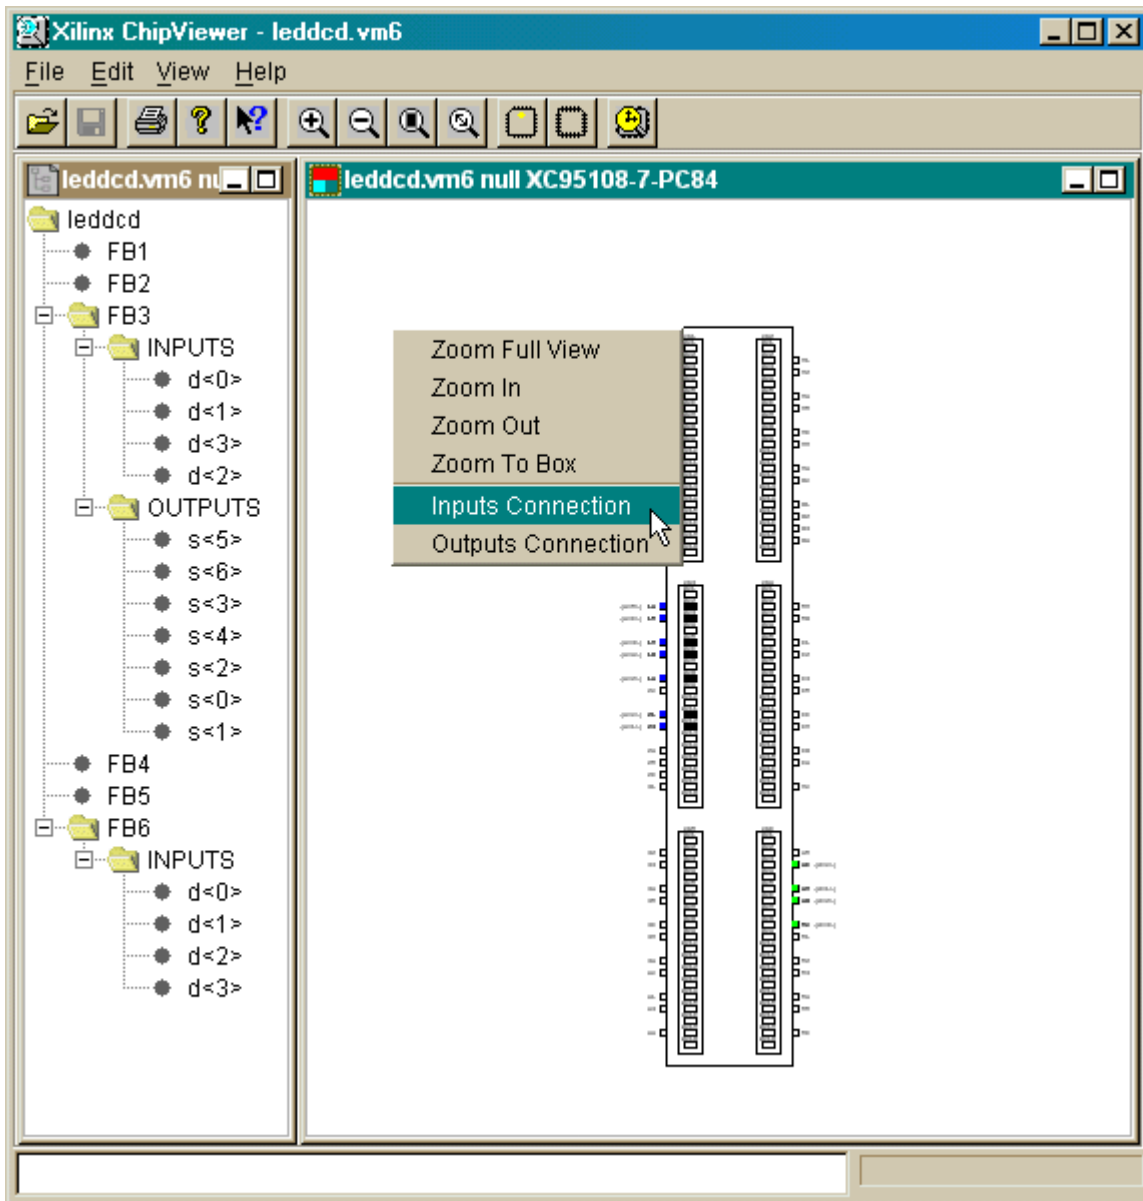 Xilinx ChipViewer - leddcd.vm6
File Edit View Help
leddcd.vm6 nu
leddcd.vm6 null XC95108-7-PC84
leddcd
FB1
FB2
FB3
INPUTS
d<0>
d<1>
d<3>
d<2>
OUTPUTS
s<5>
s<6>
s<3>
s<4>
s<2>
s<0>
s<1>
FB4
FB5
FB6
INPUTS
d<0>
d<1>
d<2>
d<3>
Zoom Full View
Zoom In
Zoom Out
Zoom To Box
Inputs Connection
Outputs Connection